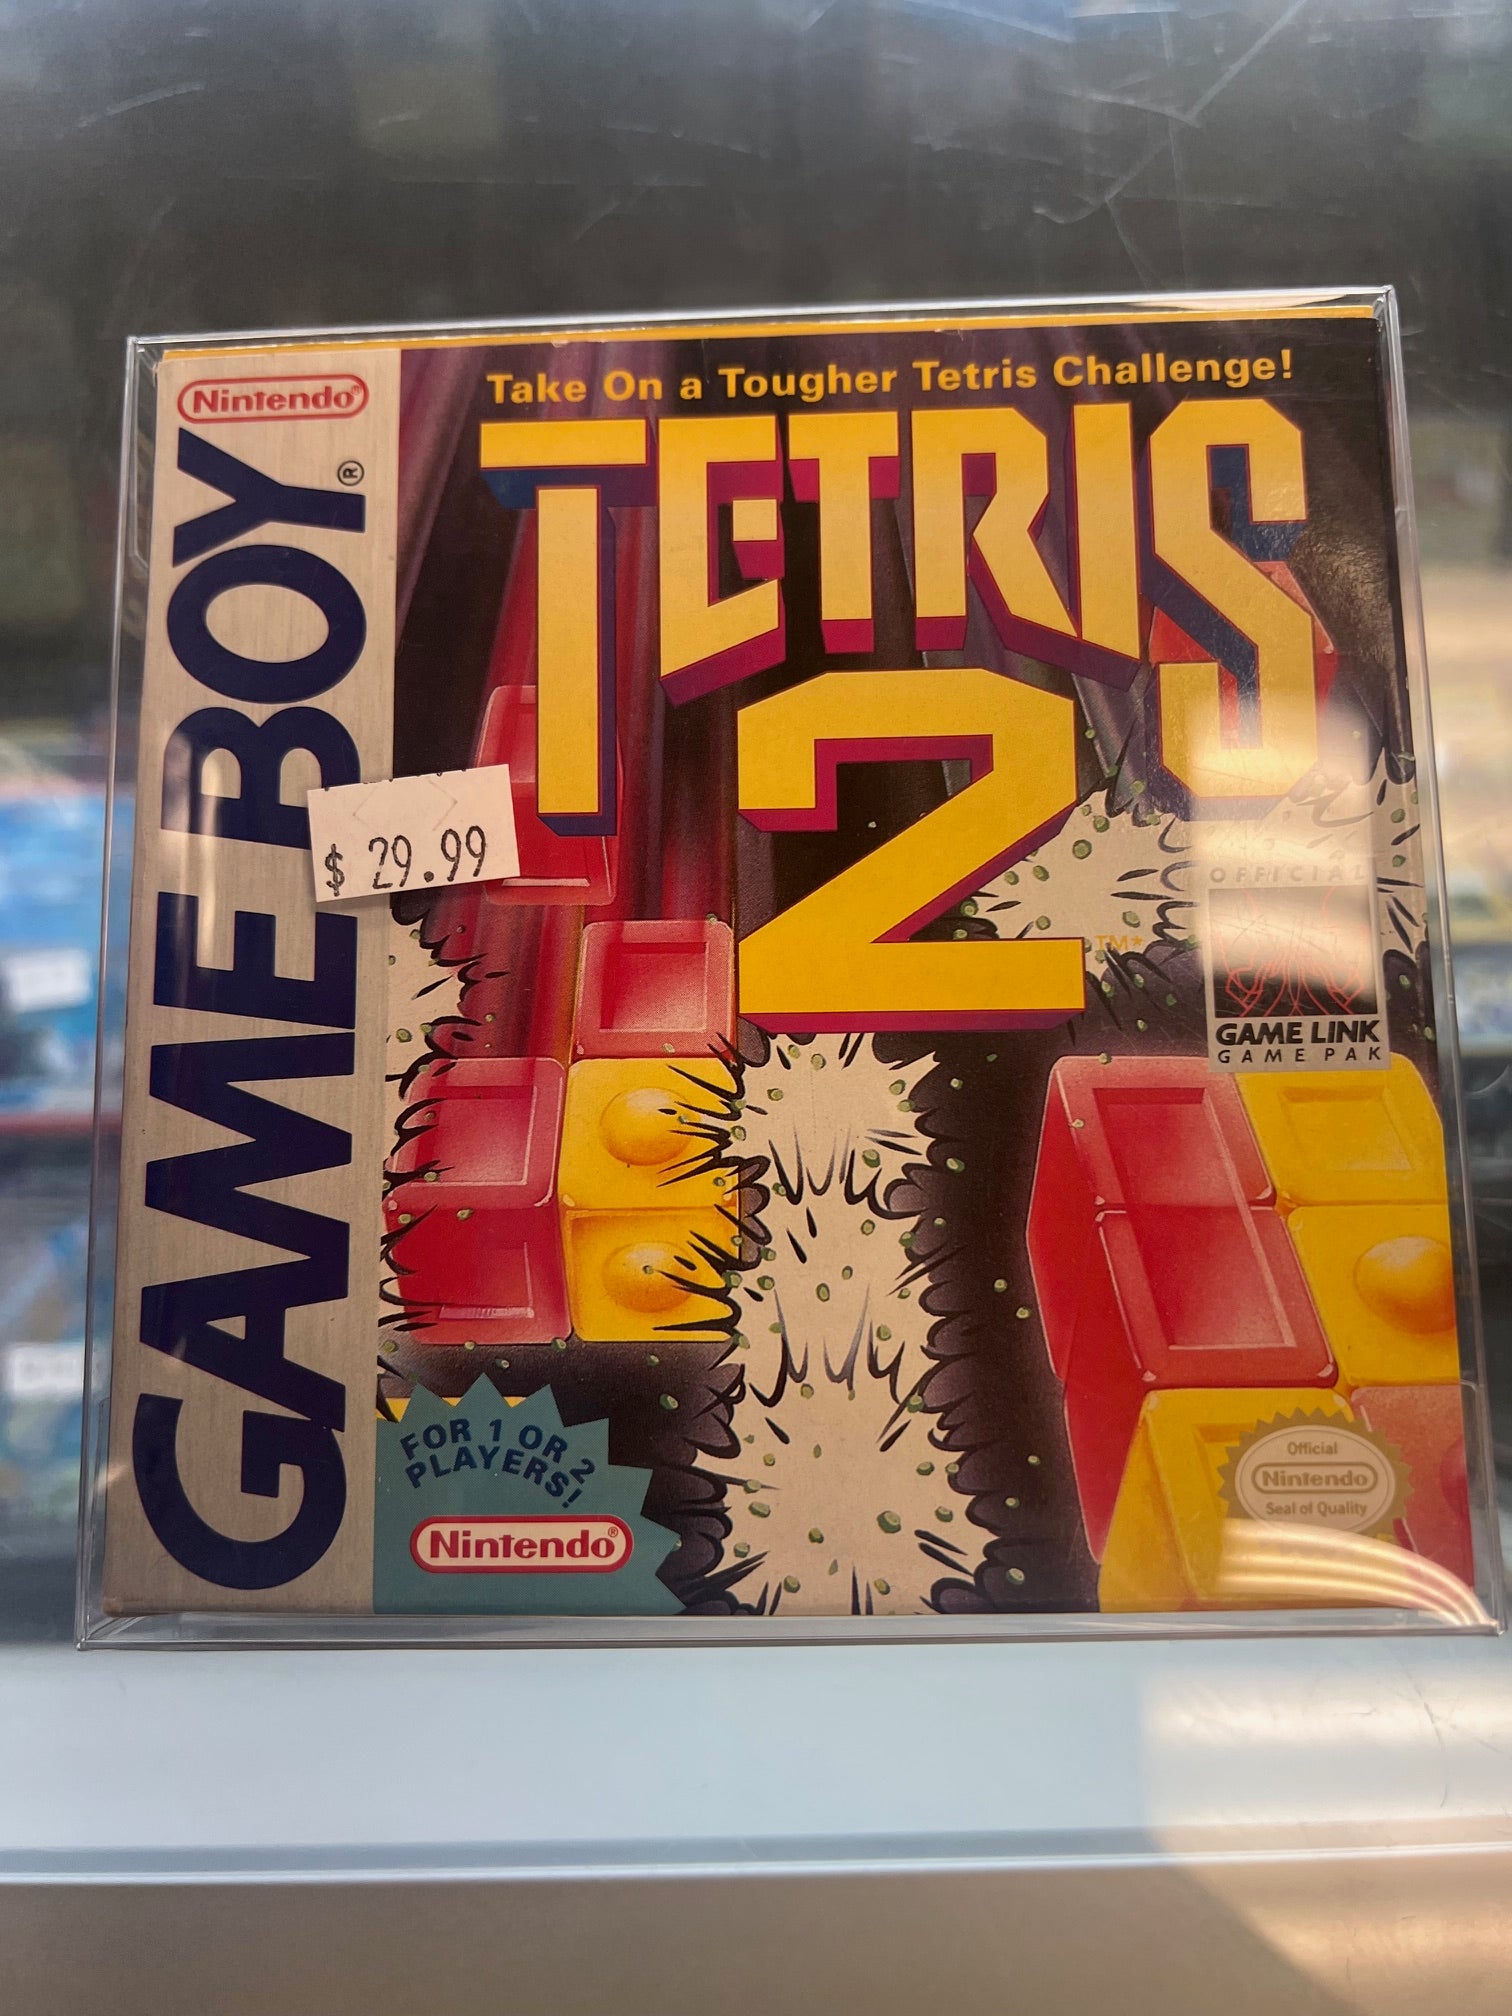 Nintendo®
GAME BOY®
Take On a Tougher Tetris Challenge!
TETRIS
2
TM*
$ 29.99
OFFICIAL
GAME LINK
GAME PAK
FOR 1 OR 2
PLAYERS!
Nintendo®
Official
Nintendo
Seal of Quality